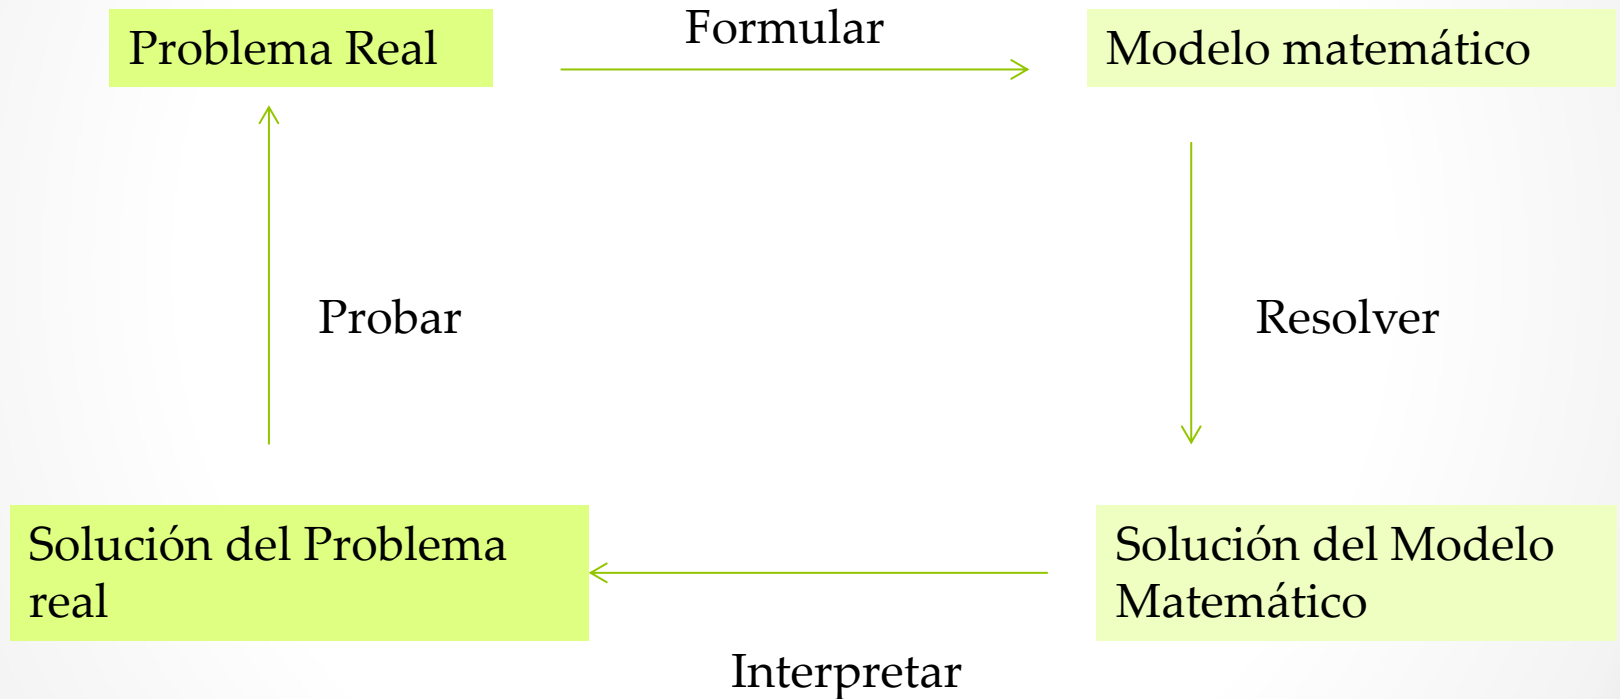 Problema Real
Formular
Modelo matemático
Probar
Resolver
Solución del Problema
real
Solución del Modelo
Matemático
Interpretar